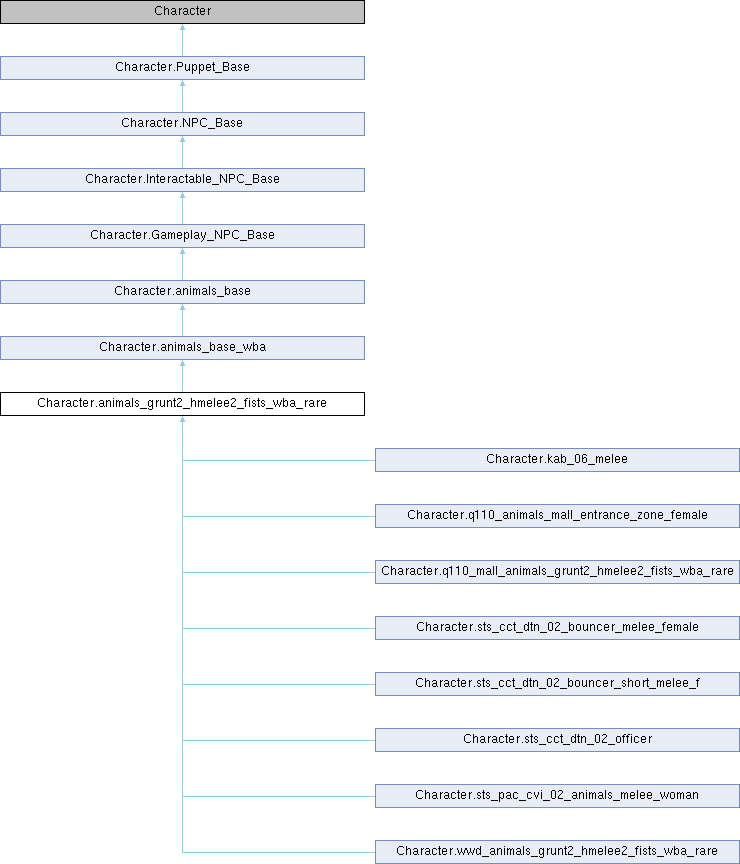 Character
Character.Puppet_Base
Character.NPC_Base
Character.Interactable_NPC_Base
Character.Gameplay_NPC_Base
Character.animals_base
Character.animals_base_wba
Character.animals_grunt2_hmelee2_fists_wba_rare
Character.kab_06_melee
Character.q110_animals_mall_entrance_zone_female
Character.q110_mall_animals_grunt2_hmelee2_fists_wba_rare
Character.sts_cct_dtn_02_bouncer_melee_female
Character.sts_cct_dtn_02_bouncer_short_melee_f
Character.sts_cct_dtn_02_officer
Character.sts_pac_cvi_02_animals_melee_woman
Character.wwd_animals_grunt2_hmelee2_fists_wba_rare